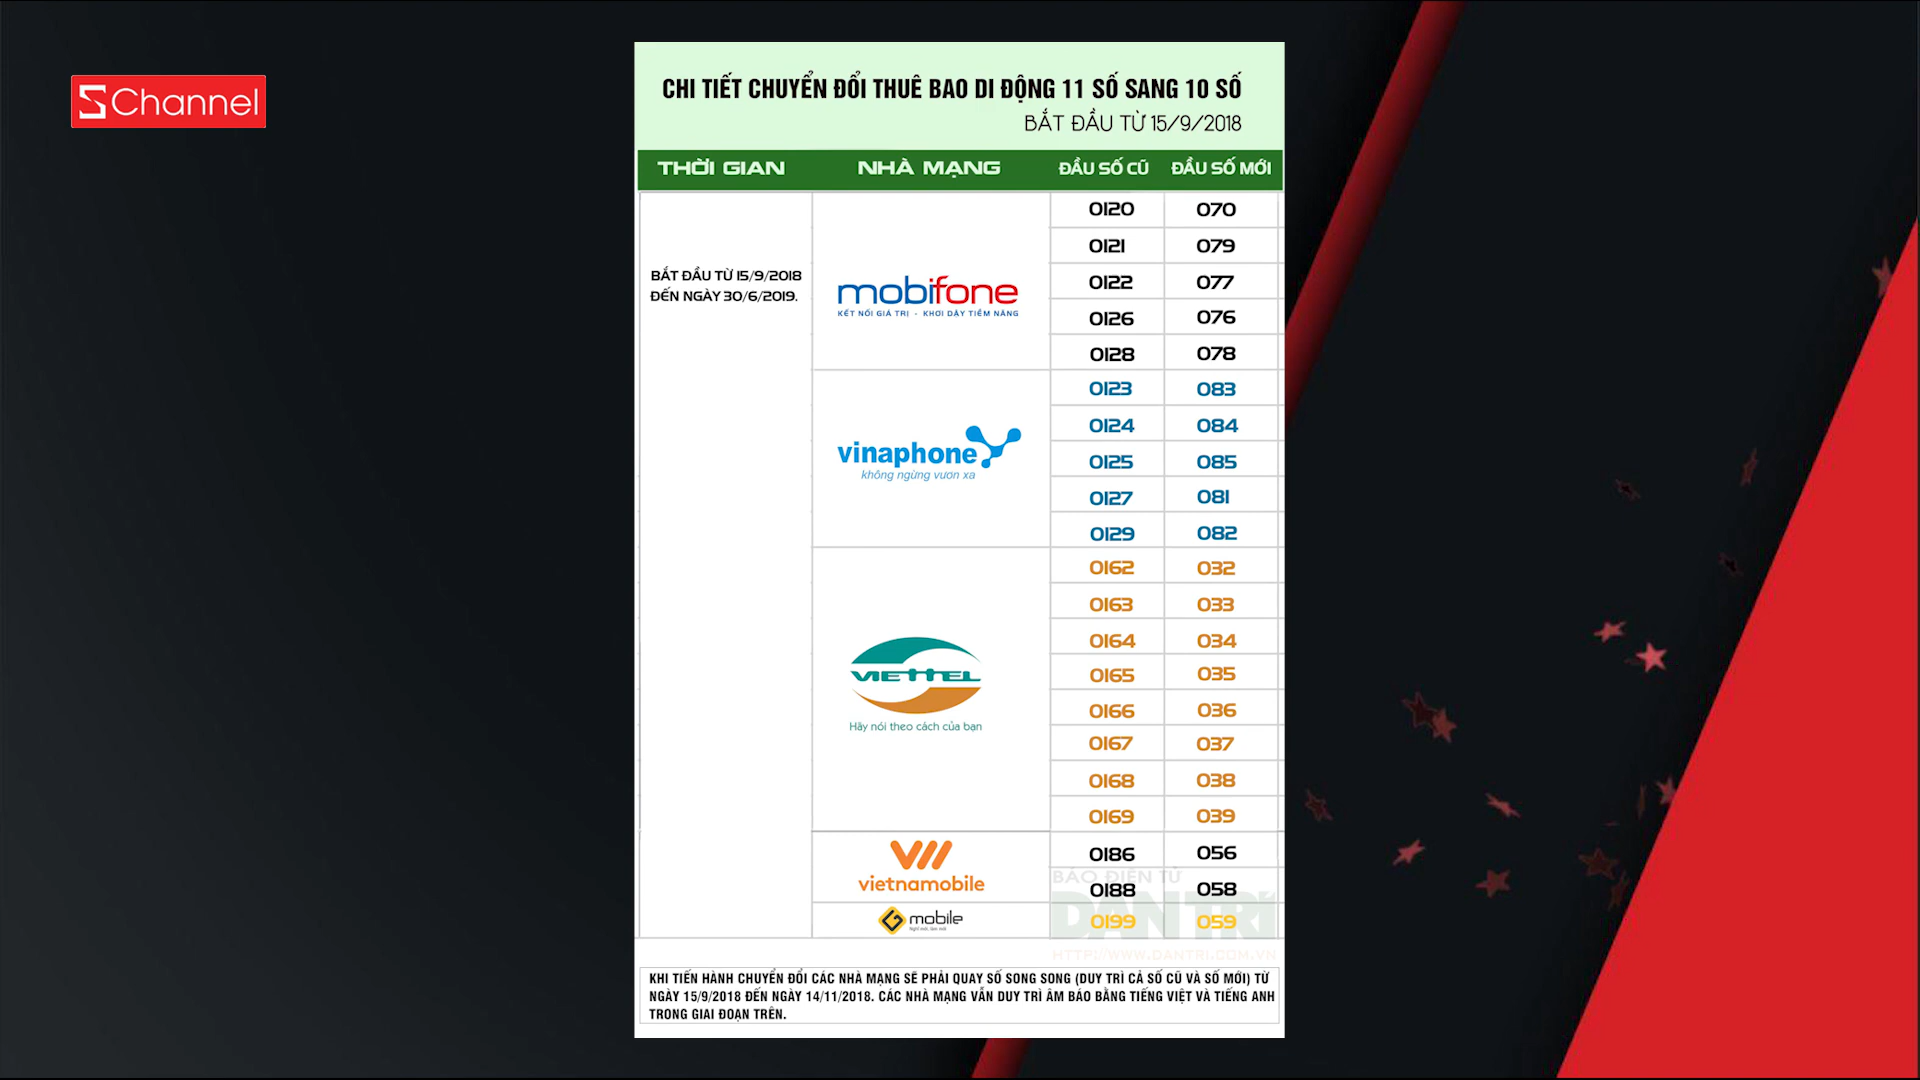 S Channel
CHI TIẾT CHUYỂN ĐỔI THUÊ BAO DI ĐỘNG 11 SỐ SANG 10 SỐ
BẮT ĐẦU TỪ 15/9/2018
THỜI GIAN NHÀ MẠNG ĐẦU SỐ CŨ ĐẦU SỐ MỚI
BẮT ĐẦU TỪ 15/9/2018
ĐẾN NGÀY 30/6/2019.
mobifone
KẾT NỐI GIÁ TRỊ - KHƠI DẬY TIỀM NĂNG
0120 070
0121 079
0122 077
0126 076
0128 078
vinaphone
không ngừng vươn xa
0123 083
0124 084
0125 085
0127 081
0129 082
VIETTEL
Hãy nói theo cách của bạn
0162 032
0163 033
0164 034
0165 035
0166 036
0167 037
0168 038
0169 039
vietnamobile
0186 056
0188 058
Gmobile
0199 059
BÁO ĐIỆN TỬ
DÂN TRÍ
HTTP://WWW.DANTRI.COM.VN
KHI TIẾN HÀNH CHUYỂN ĐỔI CÁC NHÀ MẠNG SẼ PHẢI QUAY SỐ SONG SONG (DUY TRÌ CẢ SỐ CŨ VÀ SỐ MỚI) TỪ
NGÀY 15/9/2018 ĐẾN NGÀY 14/11/2018. CÁC NHÀ MẠNG VẪN DUY TRÌ ÂM BÁO BẰNG TIẾNG VIỆT VÀ TIẾNG ANH
TRONG GIAI ĐOẠN TRÊN.